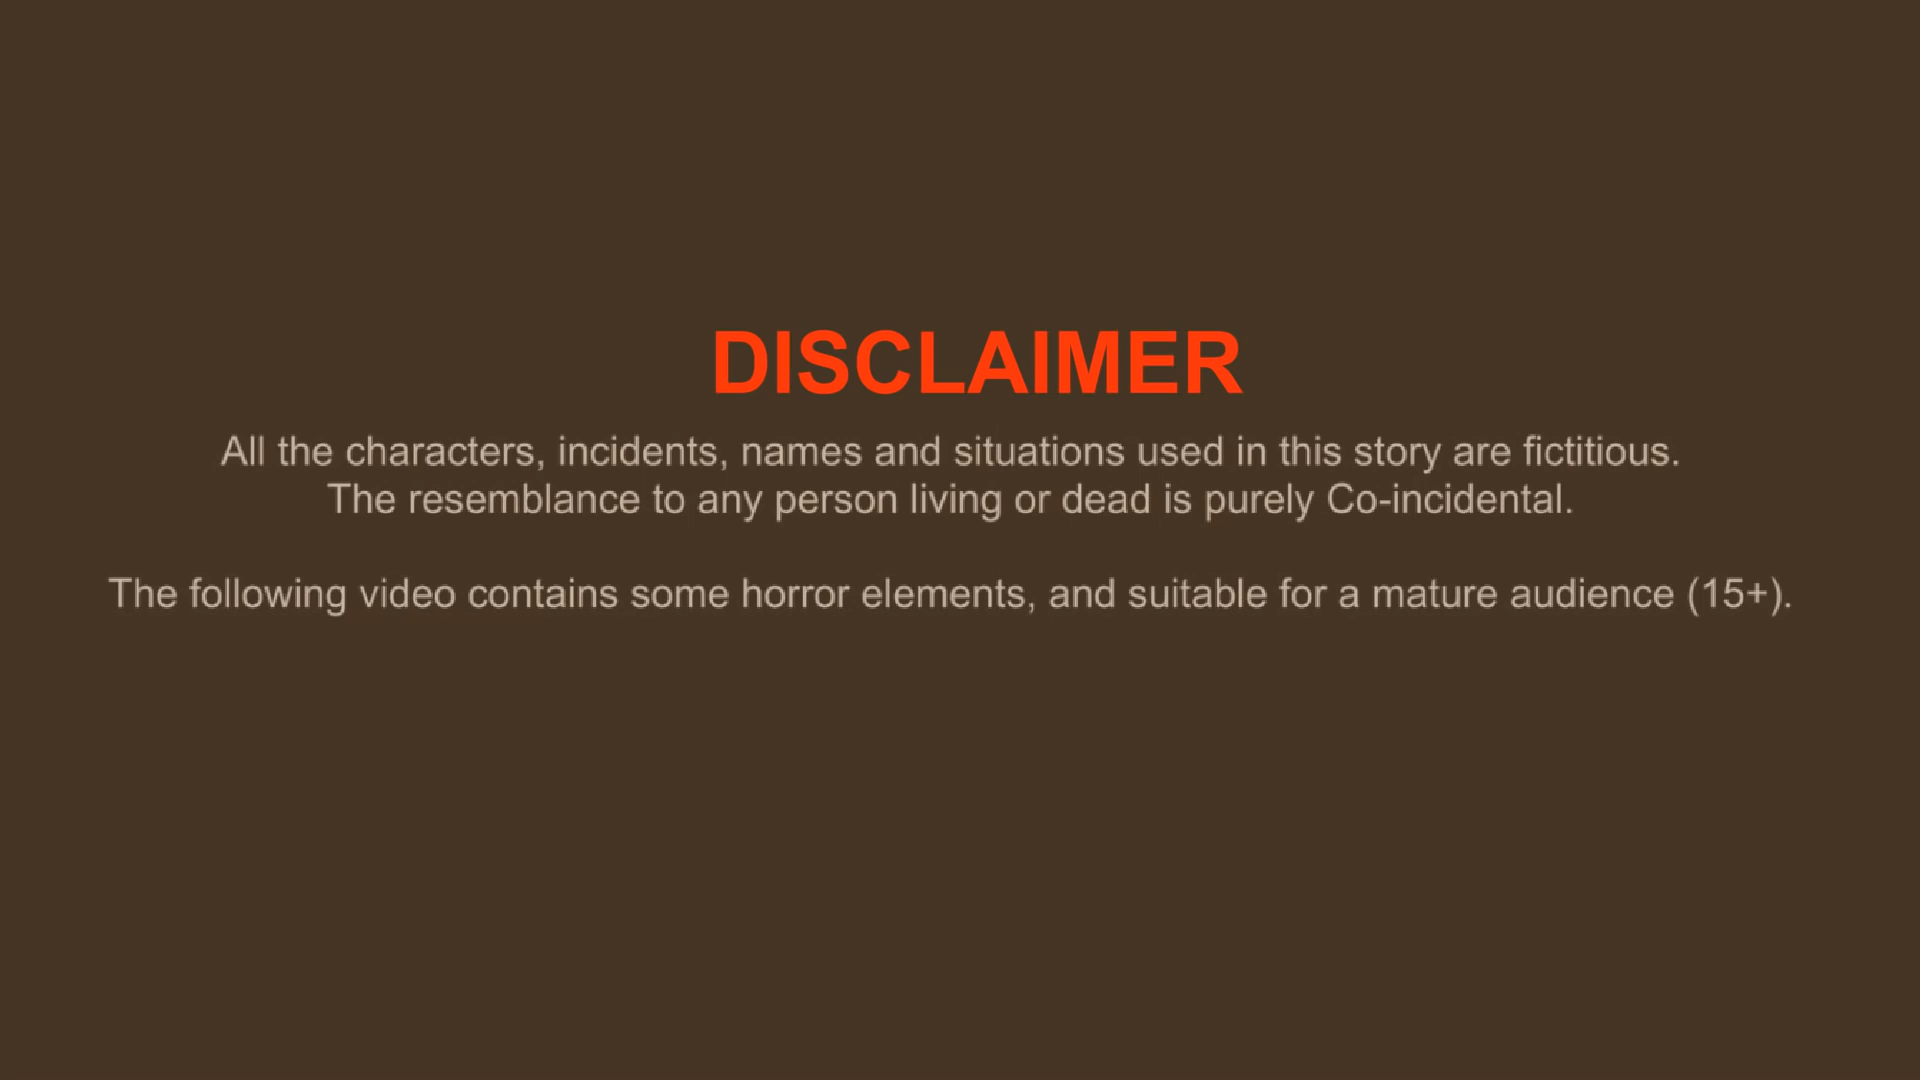 DISCLAIMER
All the characters, incidents, names and situations used in this story are fictitious.
The resemblance to any person living or dead is purely Co-incidental.
The following video contains some horror elements, and suitable for a mature audience (15+).